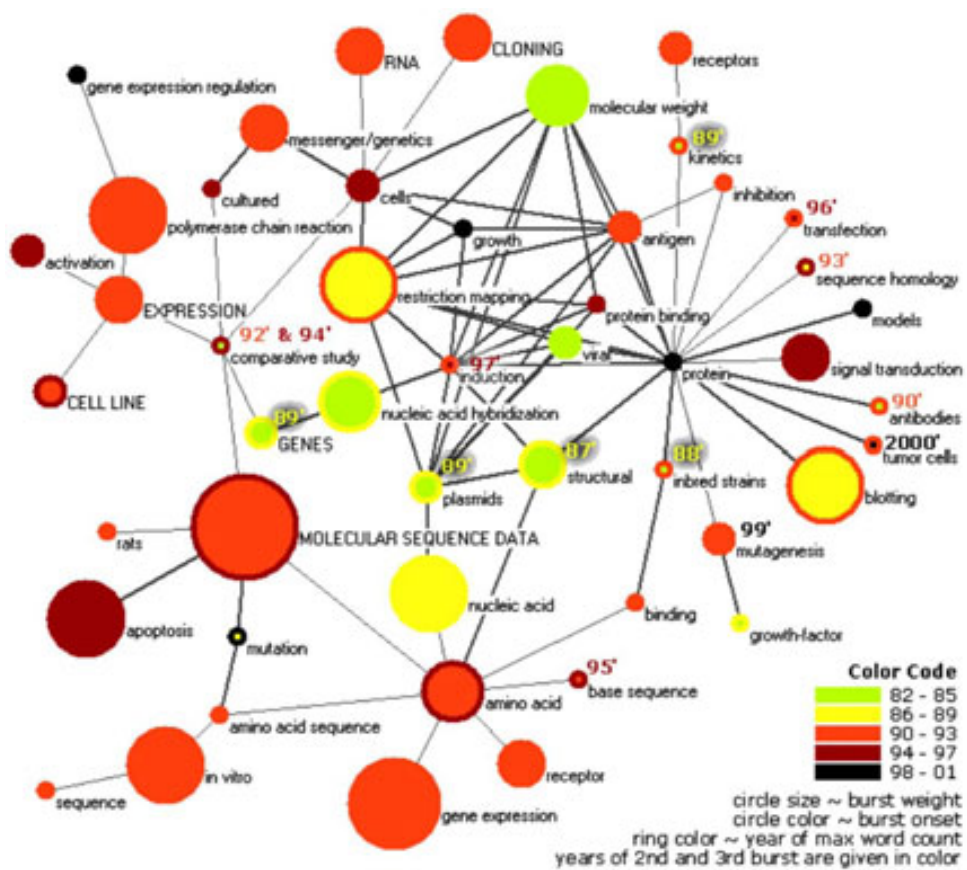 RNA
CLONING
receptors
gene expression regulation
molecular weight
messenger/genetics
89'
kinetics
cultured
cells
inhibition
polymerase chain reaction
96'
transfection
growth
antigen
activation
93'
sequence homology
restriction mapping
EXPRESSION
protein binding
models
92' & 94'
comparative study
viral
97'
induction
protein
signal transduction
CELL LINE
nucleic acid hybridization
90'
antibodies
89'
GENES
2000'
tumor cells
89'
plasmids
87'
structural
88'
inbred strains
blotting
rats
MOLECULAR SEQUENCE DATA
99'
mutagenesis
nucleic acid
binding
growth-factor
apoptosis
mutation
95'
base sequence
amino acid
amino acid sequence
in vitro
receptor
sequence
gene expression
Color Code
82 - 85
86 - 89
90 - 93
94 - 97
98 - 01
circle size ~ burst weight
circle color ~ burst onset
ring color ~ year of max word count
years of 2nd and 3rd burst are given in color